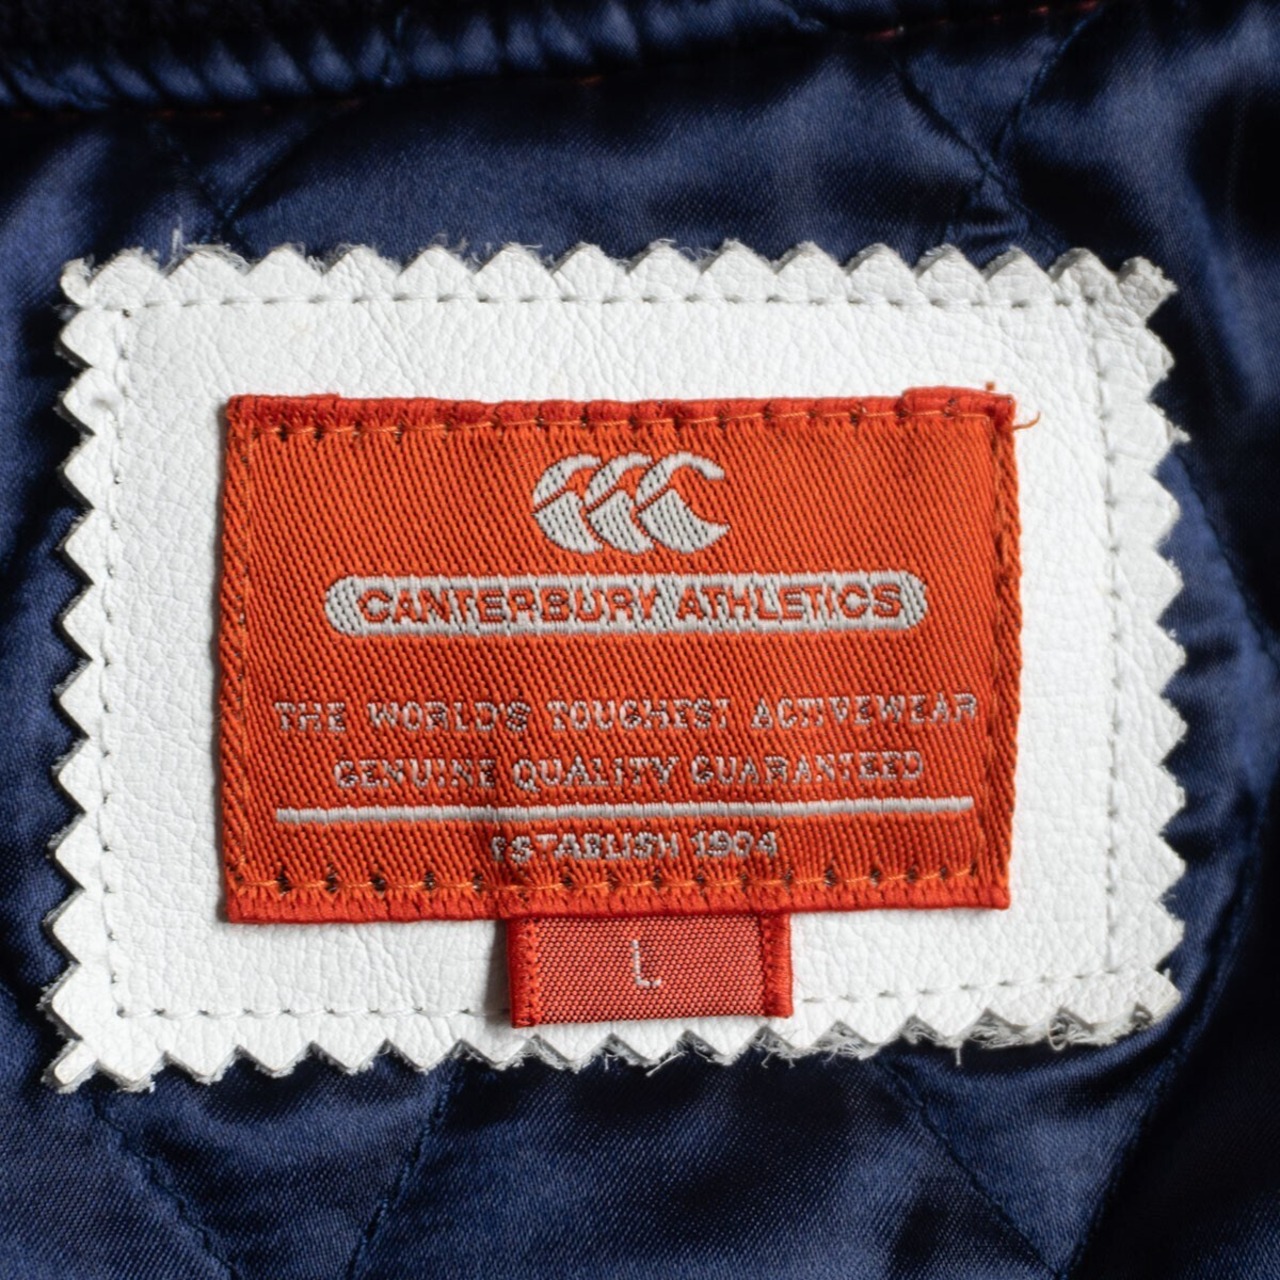 CANTERBURY ATHLETICS
THE WORLD'S TOUGHEST ACTIVEWEAR
GENUINE QUALITY GUARANTEED
ESTABLISH 1904
L